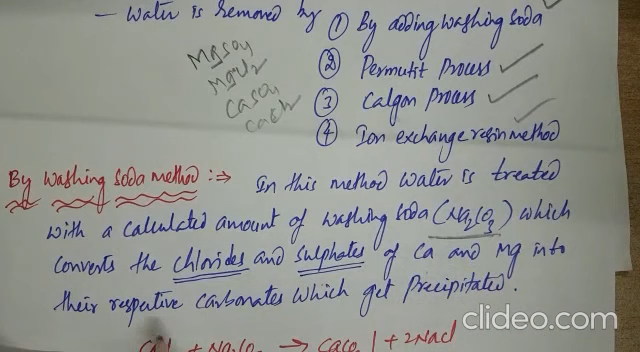 - Water is removed by ① By adding washing soda
② Permutit Process
③ Calgon Process
④ Ion exchange resin method
MgSO4
MgCl2
CaSO4
CaCl2
By washing soda method :⇒ In this method water is treated
with a calculated amount of washing soda (Na2CO3) which
converts the chlorides and sulphates of Ca and Mg into
their respective carbonates which get Precipitated.
clideo.com
+ Na2CO3 → CaCO3↓ + 2NaCl